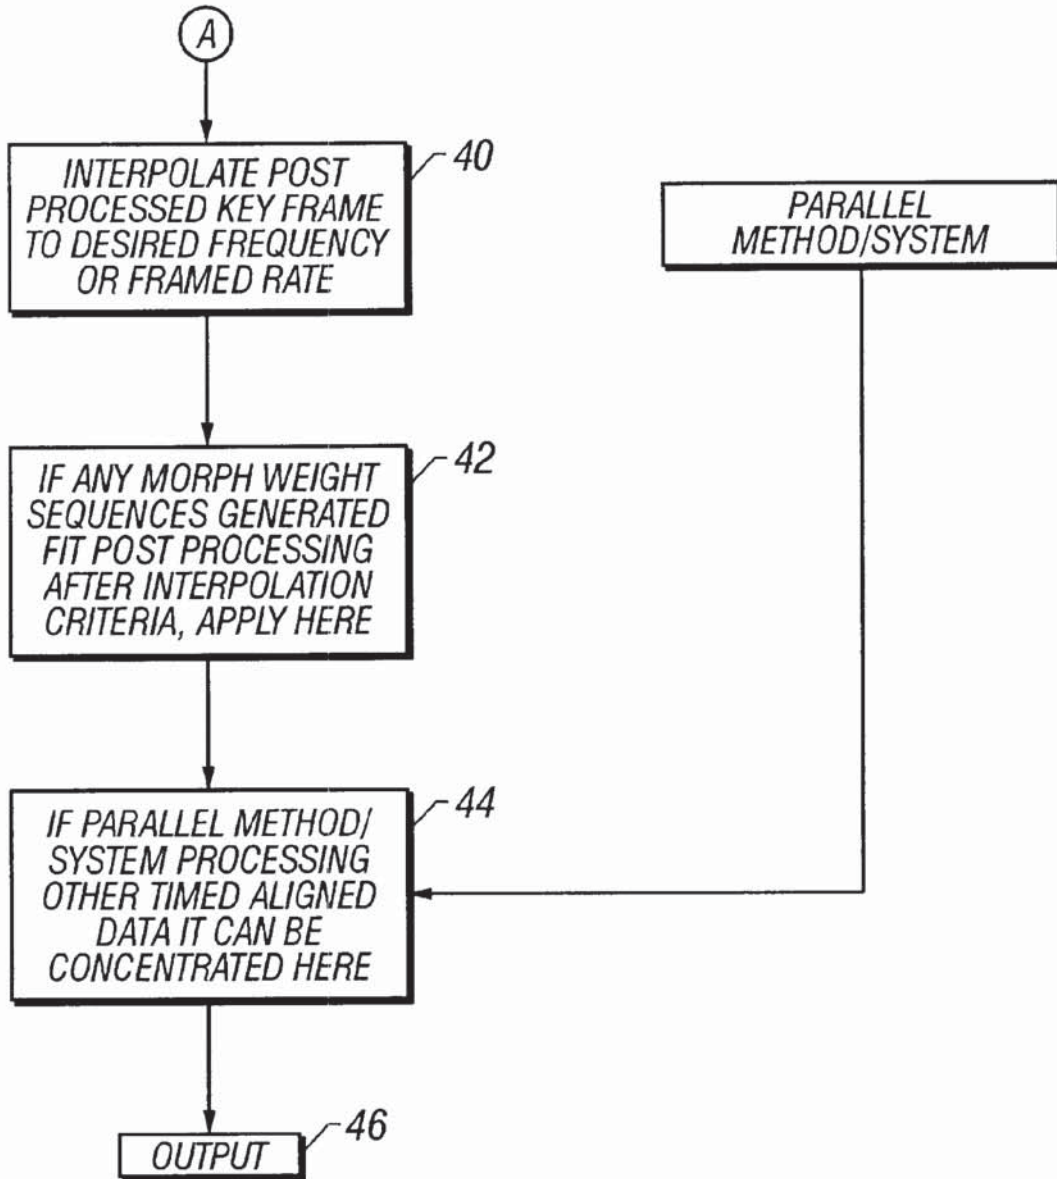 A
INTERPOLATE POST
PROCESSED KEY FRAME
TO DESIRED FREQUENCY
OR FRAMED RATE
40
PARALLEL
METHOD/SYSTEM
IF ANY MORPH WEIGHT
SEQUENCES GENERATED
FIT POST PROCESSING
AFTER INTERPOLATION
CRITERIA, APPLY HERE
42
IF PARALLEL METHOD/
SYSTEM PROCESSING
OTHER TIMED ALIGNED
DATA IT CAN BE
CONCENTRATED HERE
44
OUTPUT
46